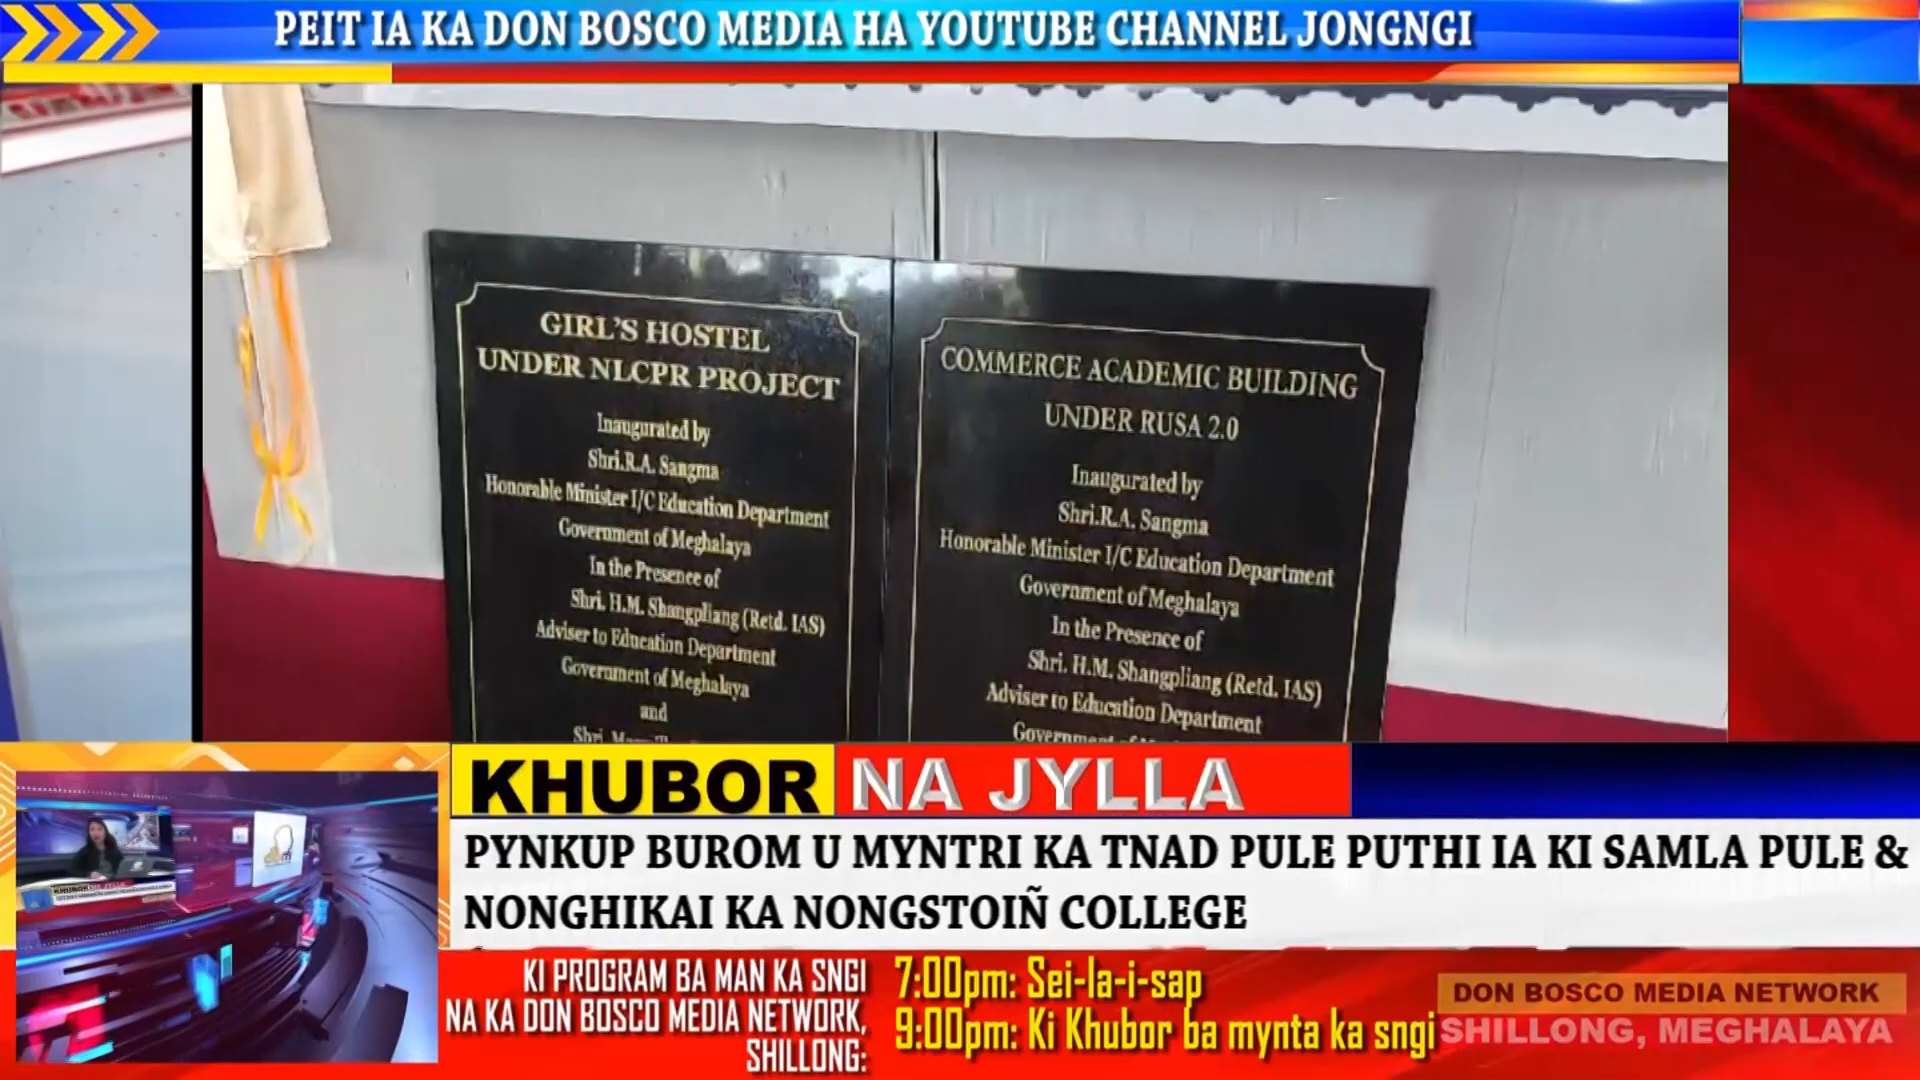 PEIT IA KA DON BOSCO MEDIA HA YOUTUBE CHANNEL JONGNGI
GIRL'S HOSTEL
UNDER NLCPR PROJECT
Inaugurated by
Shri.R.A. Sangma
Honorable Minister I/C Education Department
Government of Meghalaya
In the Presence of
Shri. H.M. Shangpliang (Retd. IAS)
Adviser to Education Department
Government of Meghalaya
and
Shri.
COMMERCE ACADEMIC BUILDING
UNDER RUSA 2.0
Inaugurated by
Shri.R.A. Sangma
Honorable Minister I/C Education Department
Government of Meghalaya
In the Presence of
Shri. H.M. Shangpliang (Retd. IAS)
Adviser to Education Department
Government of
KHUBOR NA JYLLA
PYNKUP BUROM U MYNTRI KA TNAD PULE PUTHI IA KI SAMLA PULE &
NONGHIKAI KA NONGSTOIÑ COLLEGE
KI PROGRAM BA MAN KA SNGI
NA KA DON BOSCO MEDIA NETWORK,
SHILLONG:
7:00pm: Sei-la-i-sap
9:00pm: Ki Khubor ba mynta ka sngi
DON BOSCO MEDIA NETWORK
SHILLONG, MEGHALAYA